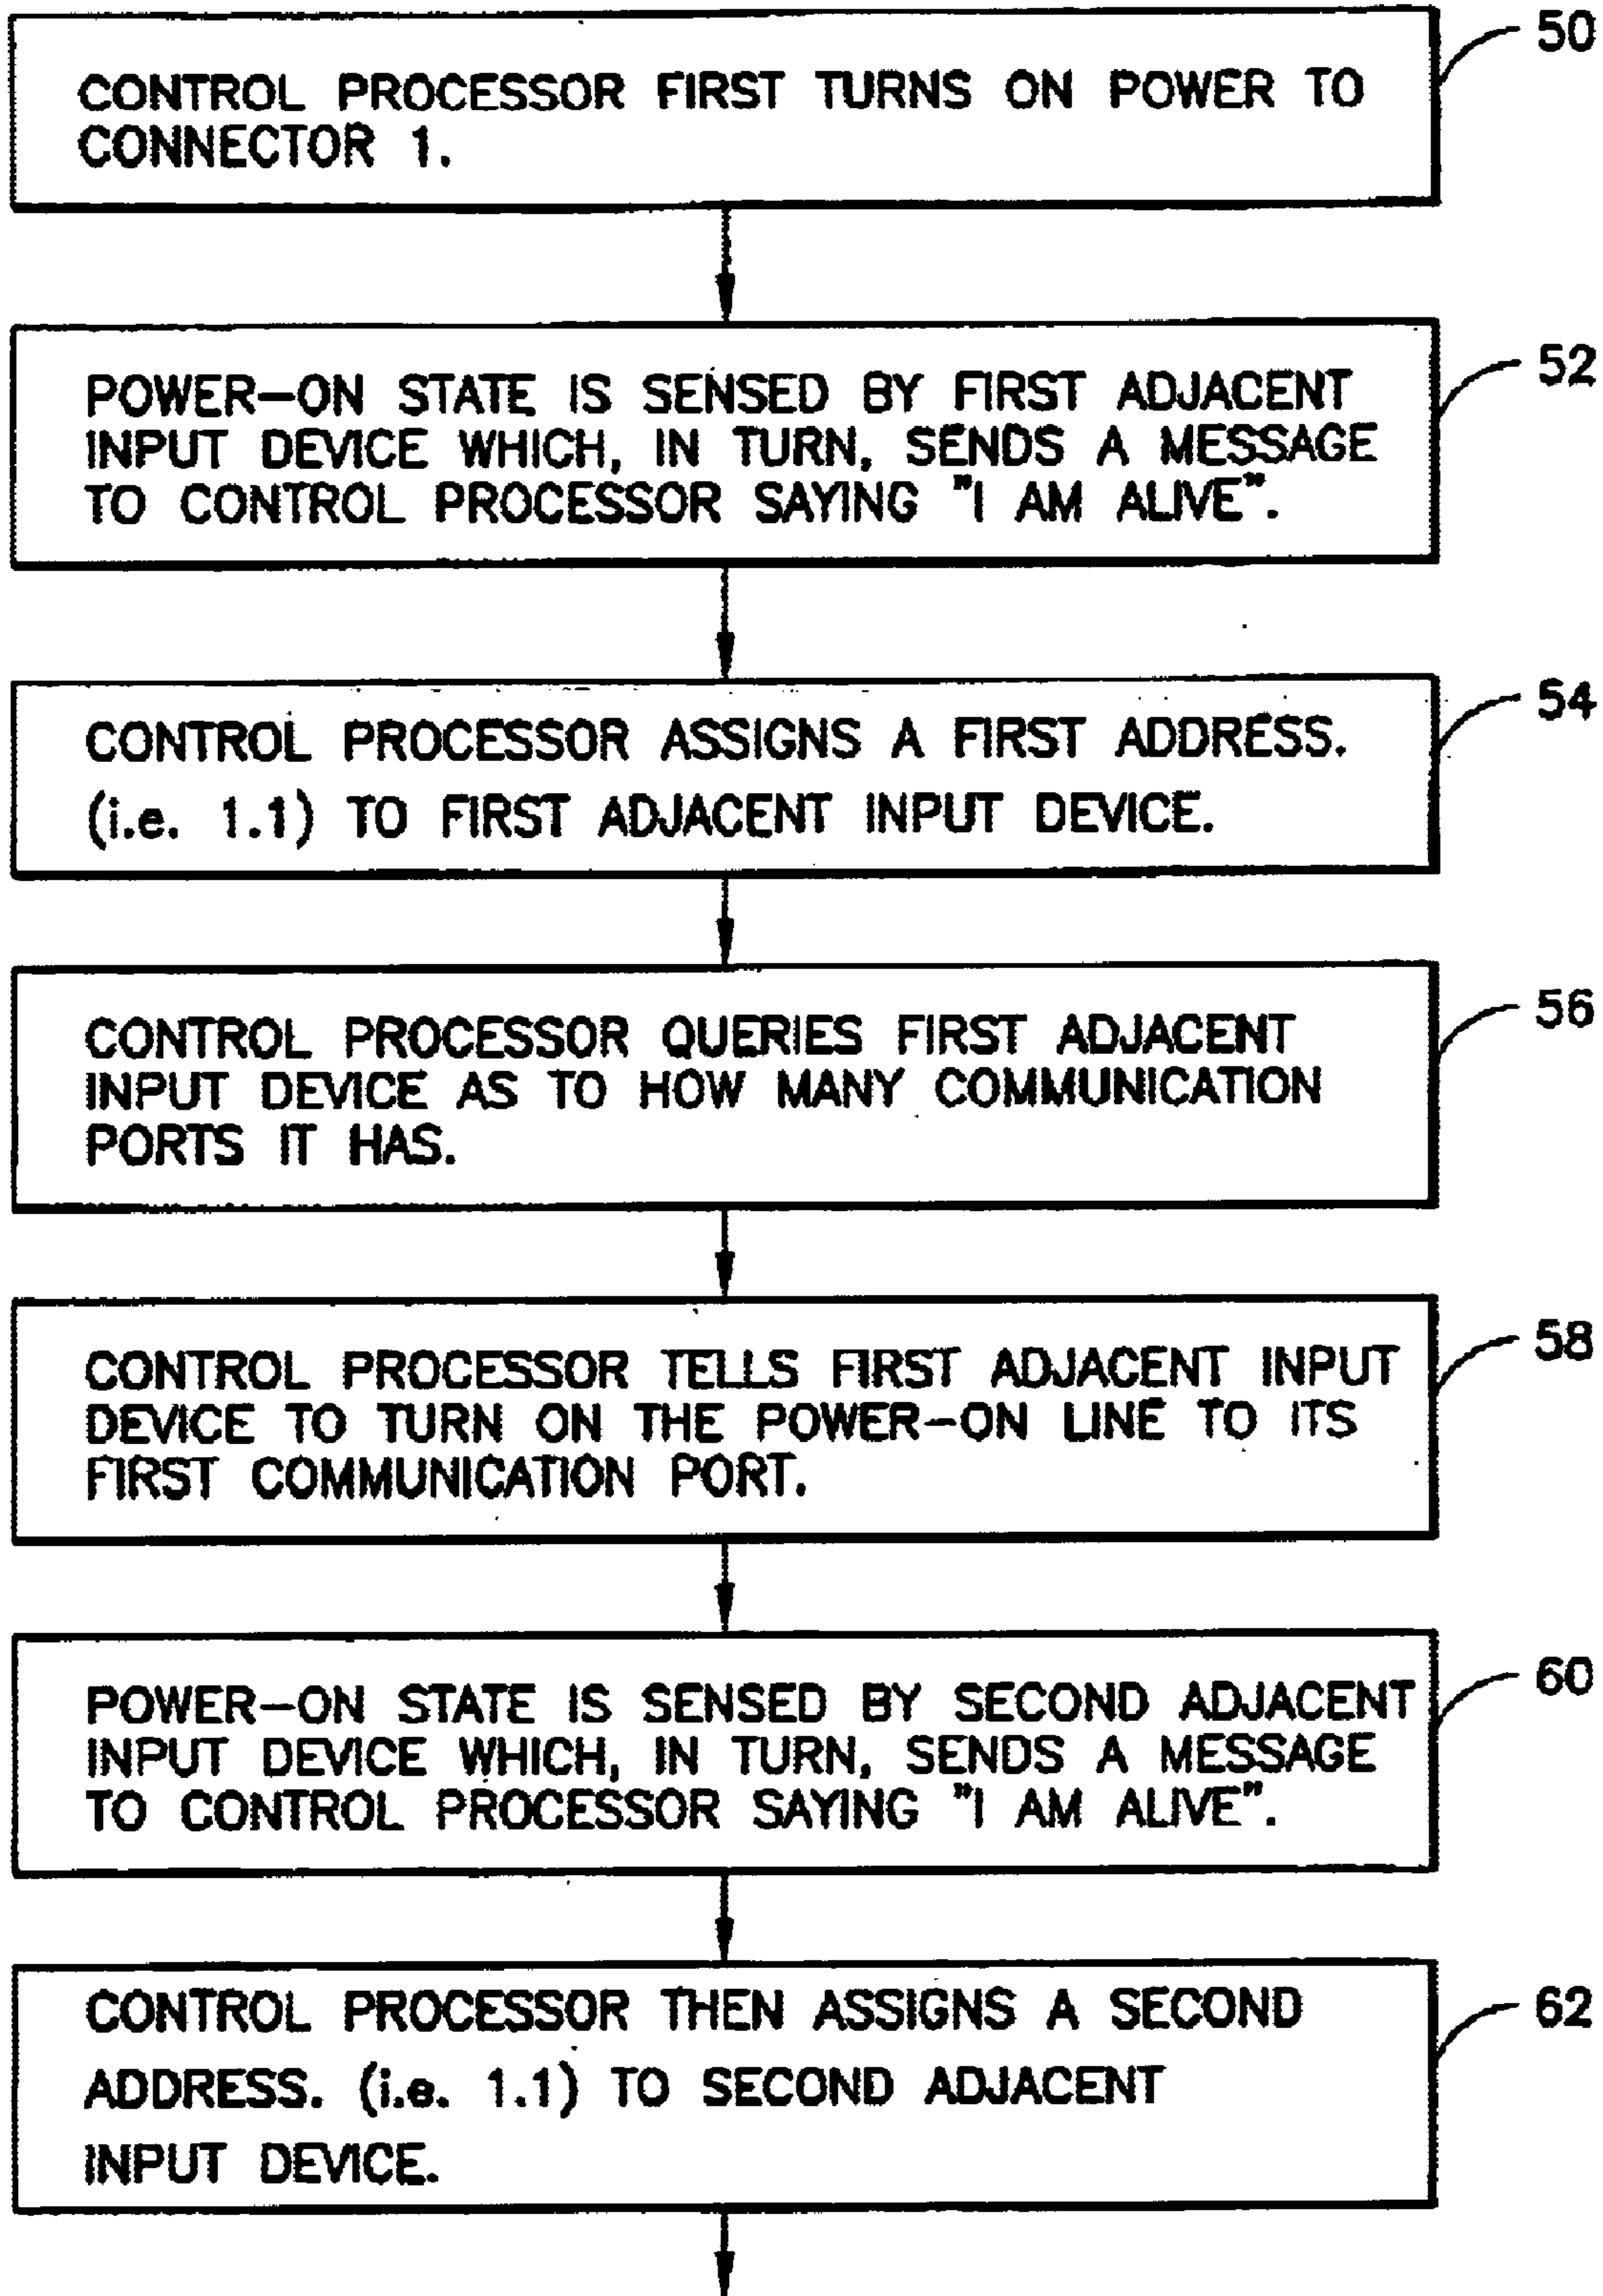 50
CONTROL PROCESSOR FIRST TURNS ON POWER TO
CONNECTOR 1.
52
POWER-ON STATE IS SENSED BY FIRST ADJACENT
INPUT DEVICE WHICH, IN TURN, SENDS A MESSAGE
TO CONTROL PROCESSOR SAYING "I AM ALIVE".
54
CONTROL PROCESSOR ASSIGNS A FIRST ADDRESS.
(i.e. 1.1) TO FIRST ADJACENT INPUT DEVICE.
56
CONTROL PROCESSOR QUERIES FIRST ADJACENT
INPUT DEVICE AS TO HOW MANY COMMUNICATION
PORTS IT HAS.
58
CONTROL PROCESSOR TELLS FIRST ADJACENT INPUT
DEVICE TO TURN ON THE POWER-ON LINE TO ITS
FIRST COMMUNICATION PORT.
60
POWER-ON STATE IS SENSED BY SECOND ADJACENT
INPUT DEVICE WHICH, IN TURN, SENDS A MESSAGE
TO CONTROL PROCESSOR SAYING "I AM ALIVE".
62
CONTROL PROCESSOR THEN ASSIGNS A SECOND
ADDRESS. (i.e. 1.1) TO SECOND ADJACENT
INPUT DEVICE.